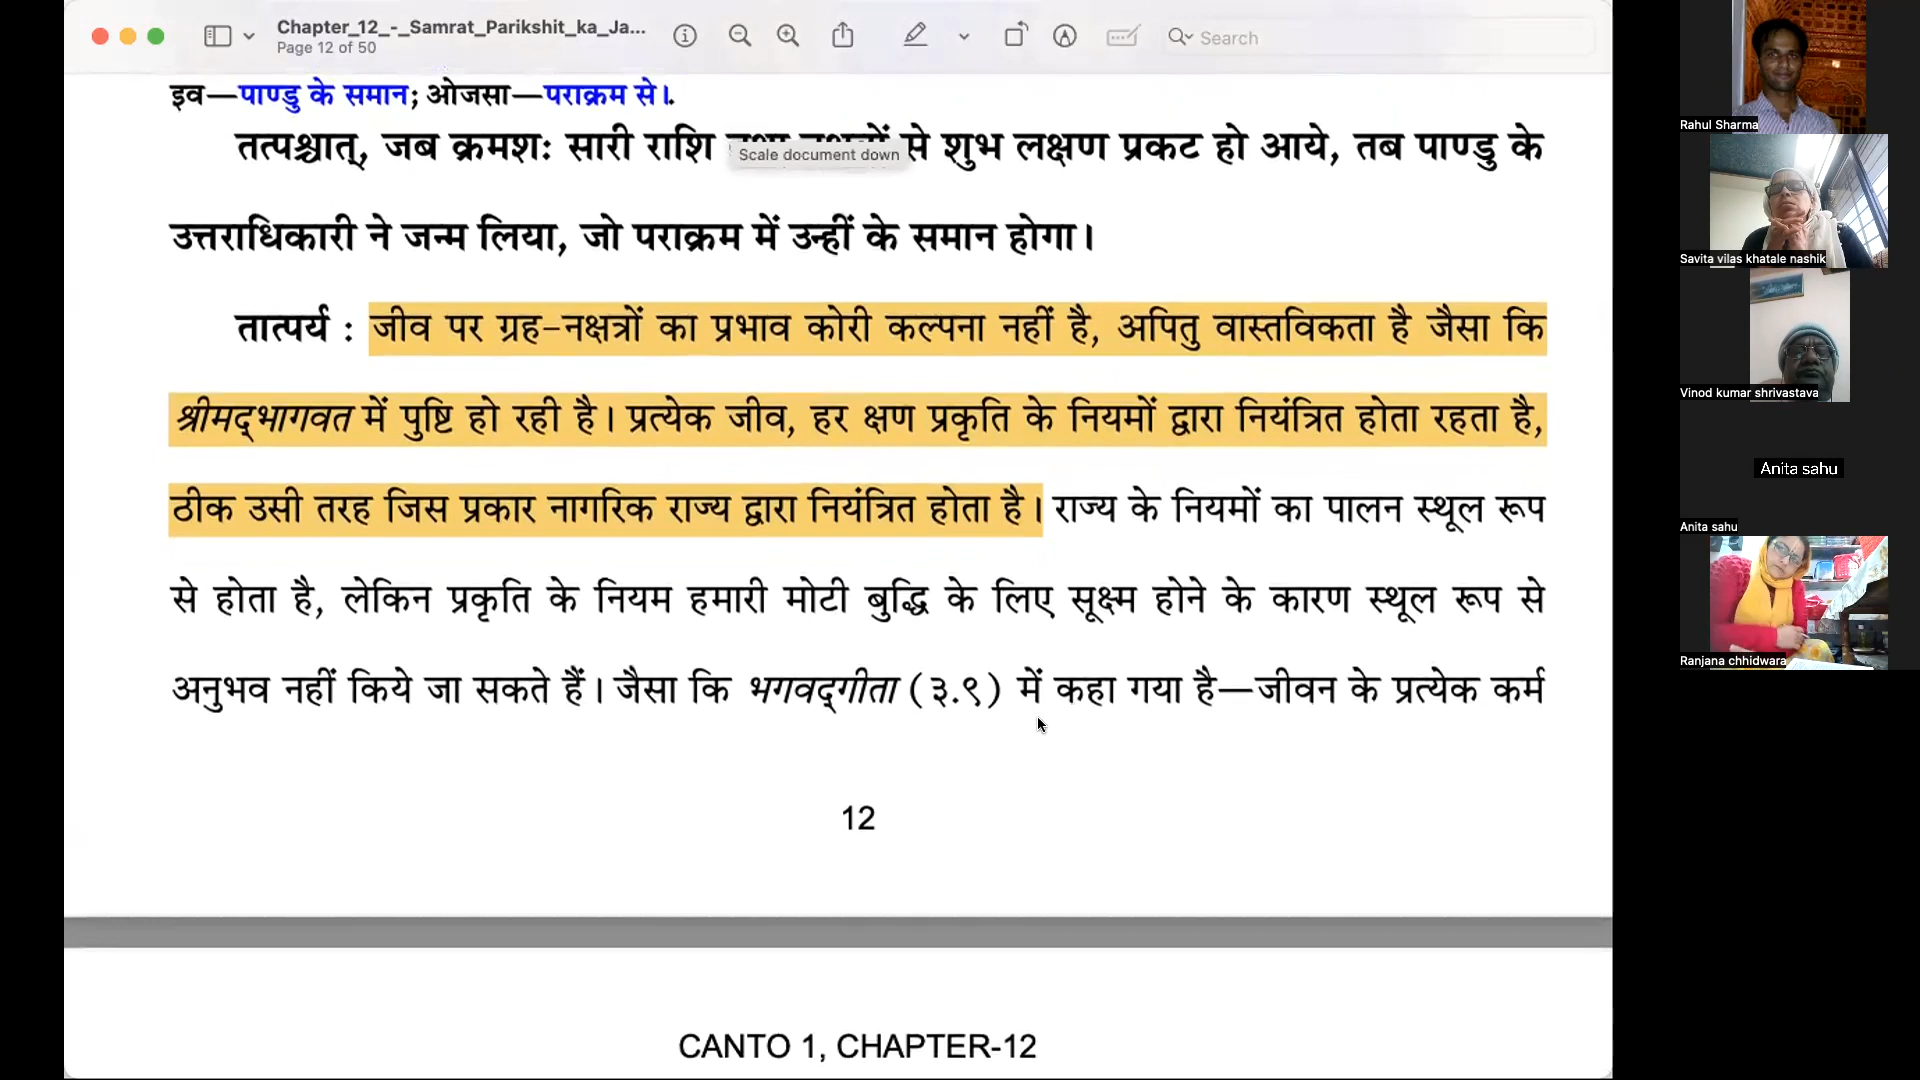 Chapter_12_-_Samrat_Parikshit_ka_Ja...
Page 12 of 50
Search
इव—पाण्डु के समान; ओजसा—पराक्रम से।.
तत्पश्चात्, जब क्रमशः सारी राशि से शुभ लक्षण प्रकट हो आये, तब पाण्डु के
Scale document down
उत्तराधिकारी ने जन्म लिया, जो पराक्रम में उन्हीं के समान होगा।
तात्पर्य : जीव पर ग्रह-नक्षत्रों का प्रभाव कोरी कल्पना नहीं है, अपितु वास्तविकता है जैसा कि
श्रीमद्भागवत में पुष्टि हो रही है। प्रत्येक जीव, हर क्षण प्रकृति के नियमों द्वारा नियंत्रित होता रहता है,
ठीक उसी तरह जिस प्रकार नागरिक राज्य द्वारा नियंत्रित होता है। राज्य के नियमों का पालन स्थूल रूप
से होता है, लेकिन प्रकृति के नियम हमारी मोटी बुद्धि के लिए सूक्ष्म होने के कारण स्थूल रूप से
अनुभव नहीं किये जा सकते हैं। जैसा कि भगवद्गीता (३.९) में कहा गया है—जीवन के प्रत्येक कर्म
12
CANTO 1, CHAPTER-12
Rahul Sharma
Savita vilas khatale nashik
Vinod kumar shrivastava
Anita sahu
Anita sahu
Ranjana chhidwara